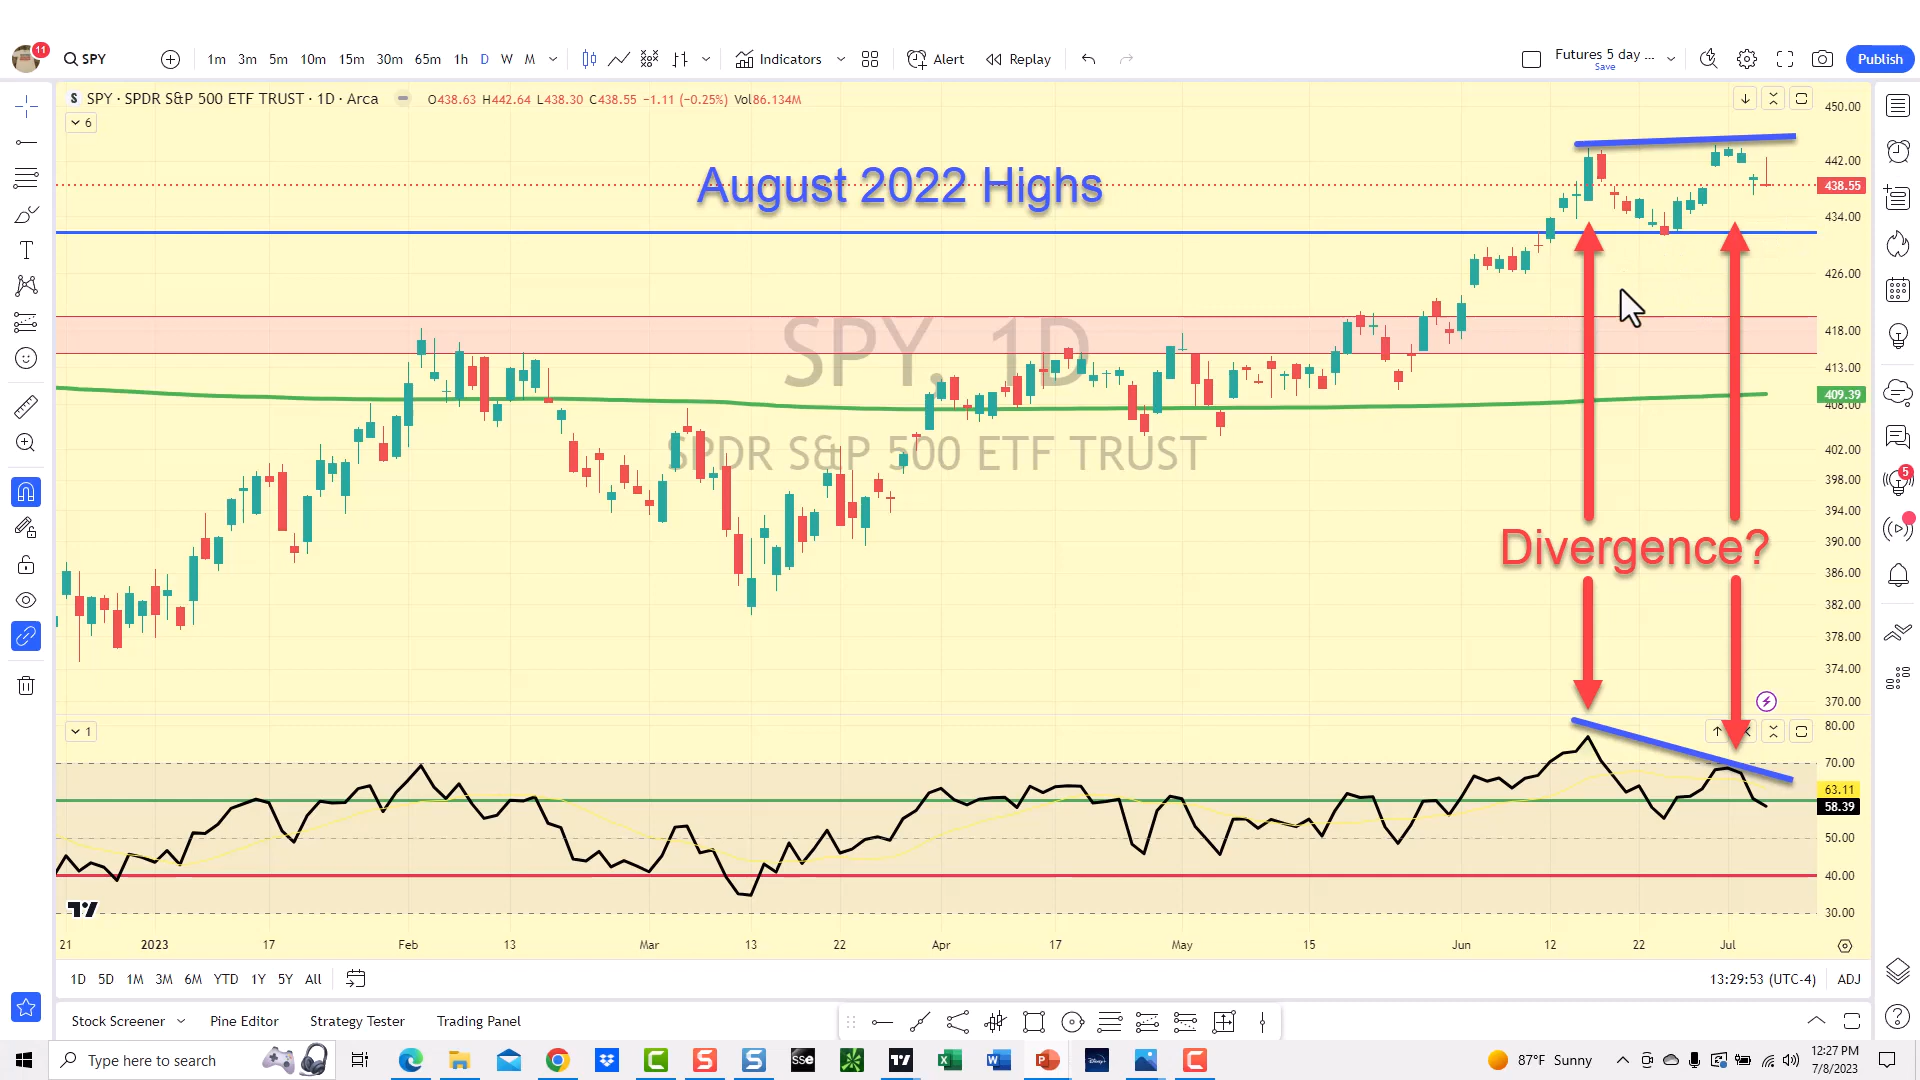 11
SPY
1m 3m 5m 10m 15m 30m 65m 1h D W M
Indicators
Alert
Replay
Futures 5 day ...
Save
Publish
S SPY · SPDR S&P 500 ETF TRUST · 1D · Arca
O438.63 H442.64 L438.30 C438.55 −1.11 (−0.25%) Vol86.134M
6
450.00
442.00
438.55
434.00
426.00
418.00
413.00
409.39
406.00
402.00
398.00
394.00
390.00
386.00
382.00
378.00
374.00
370.00
August 2022 Highs
SPY, 1D
SPDR S&P 500 ETF TRUST
Divergence?
5
1
80.00
70.00
63.11
58.39
50.00
40.00
30.00
21 2023 17 Feb 13 Mar 13 22 Apr 17 May 15 Jun 12 22 Jul
1D 5D 1M 3M 6M YTD 1Y 5Y All
13:29:53 (UTC-4) ADJ
Stock Screener
Pine Editor
Strategy Tester
Trading Panel
Type here to search
SSE
87°F Sunny
12:27 PM
7/8/2023